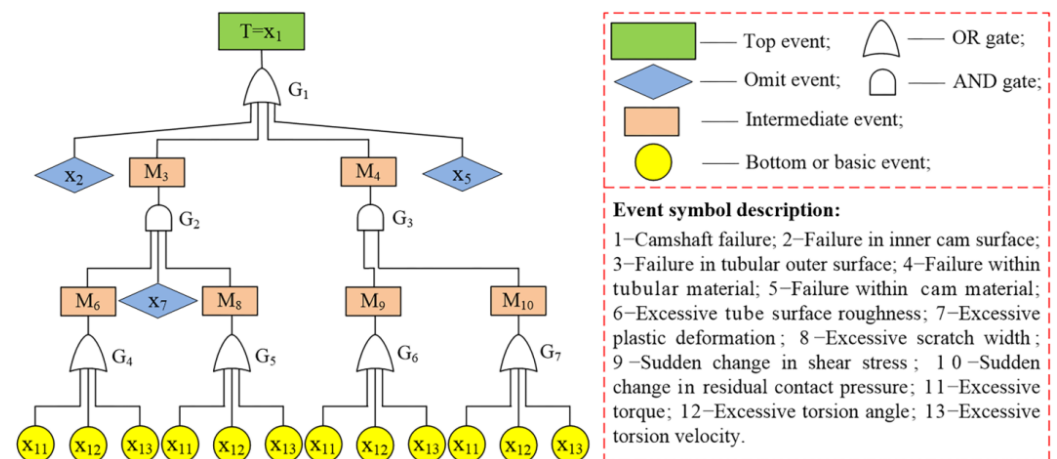 T=x₁
G₁
x₂
M₃
M₄
x₅
G₂
G₃
M₆
x₇
M₈
M₉
M₁₀
G₄
G₅
G₆
G₇
x₁₁
x₁₂
x₁₃
x₁₁
x₁₂
x₁₃
x₁₁
x₁₂
x₁₃
x₁₁
x₁₂
x₁₃
Top event;
OR gate;
Omit event;
AND gate;
Intermediate event;
Bottom or basic event;
Event symbol description:
1−Camshaft failure; 2−Failure in inner cam surface;
3−Failure in tubular outer surface; 4−Failure within
tubular material; 5−Failure within cam material;
6−Excessive tube surface roughness; 7−Excessive
plastic deformation; 8−Excessive scratch width;
9−Sudden change in shear stress; 10−Sudden
change in residual contact pressure; 11−Excessive
torque; 12−Excessive torsion angle; 13−Excessive
torsion velocity.